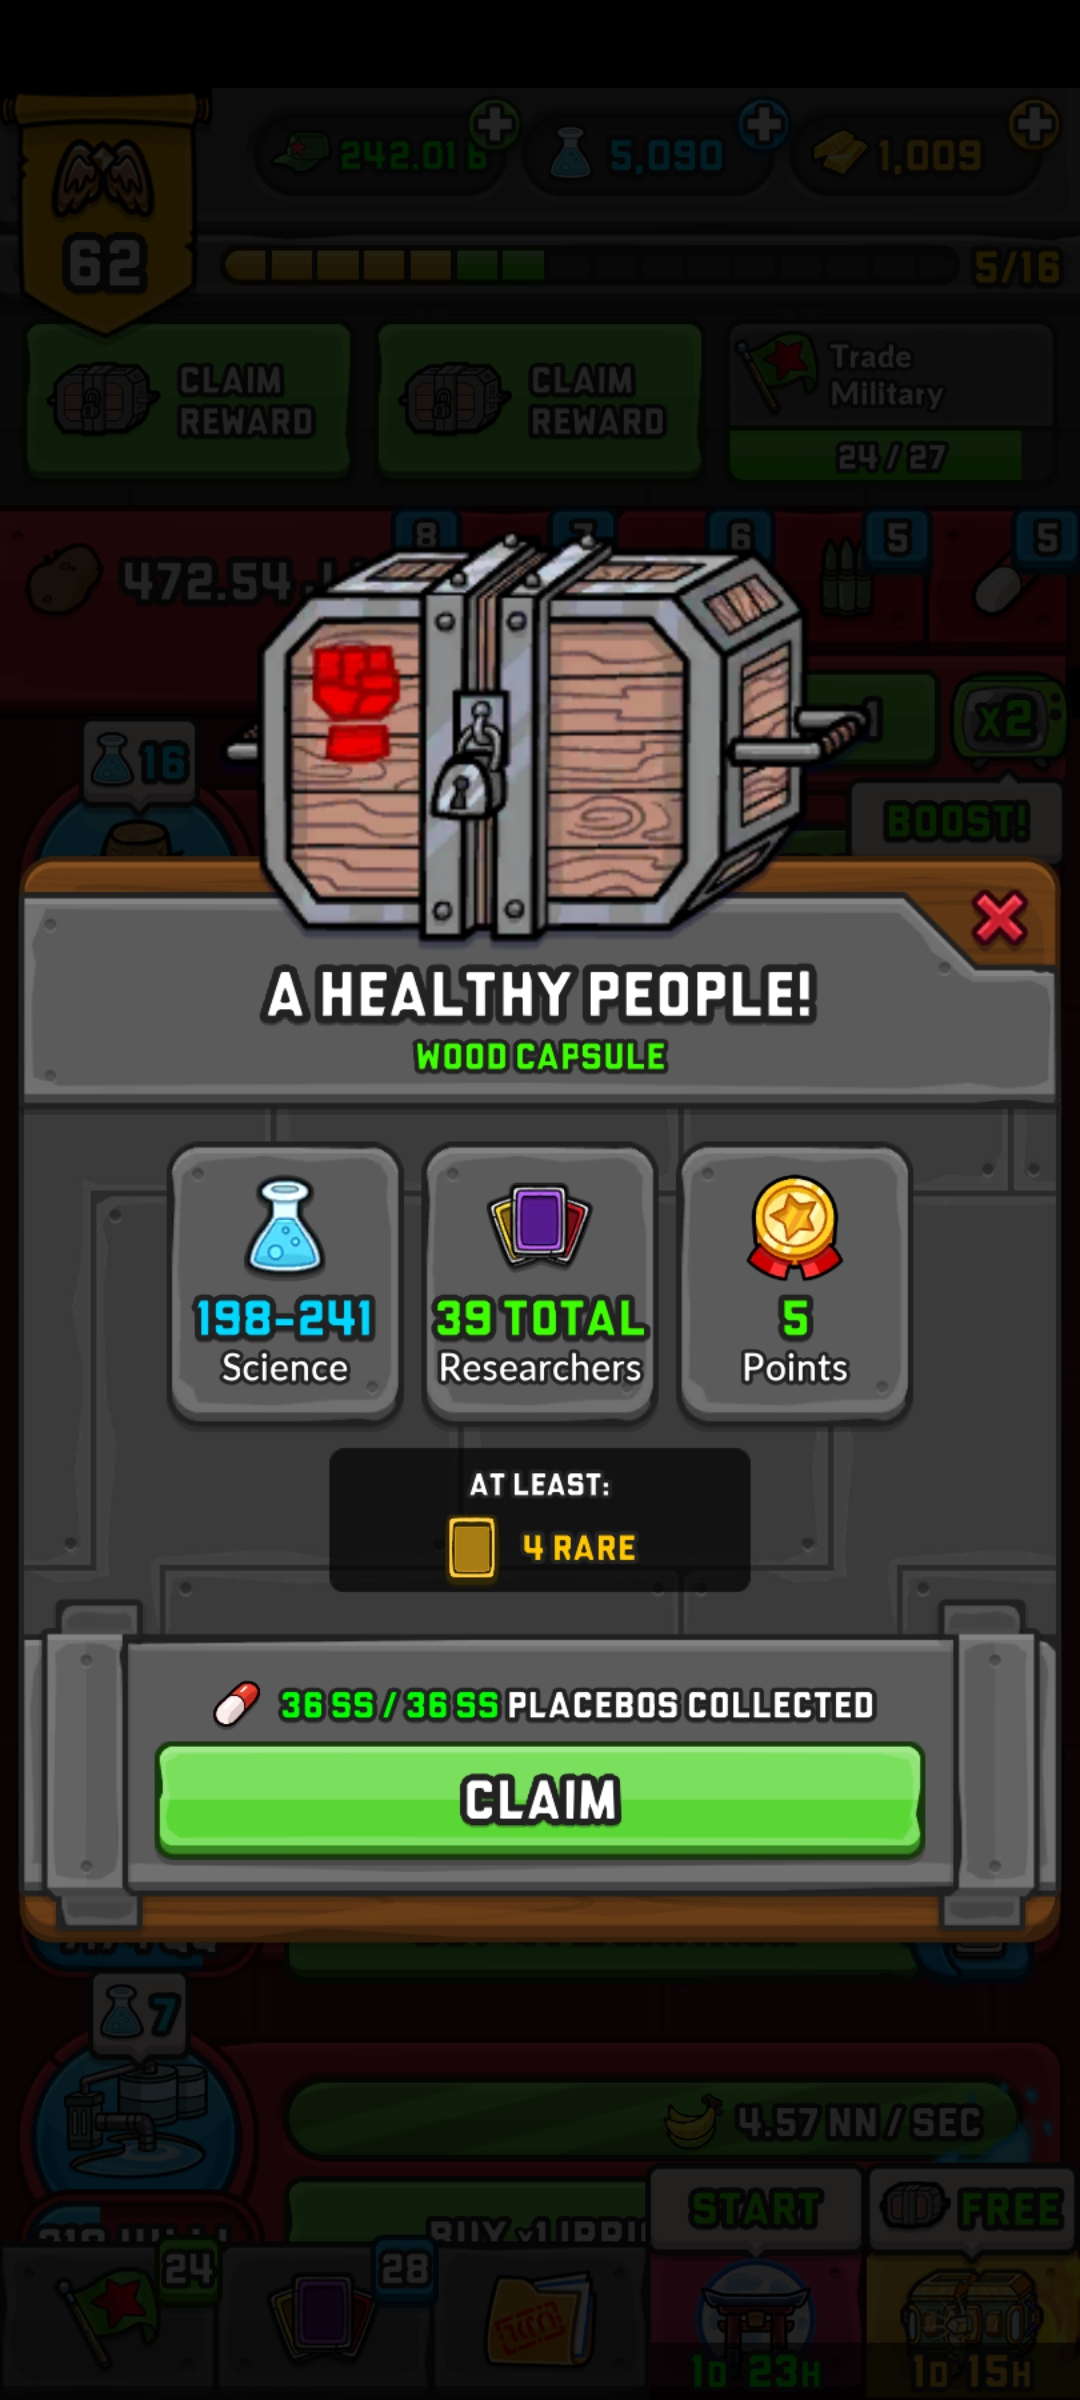 242.01 B
5,090
1,009
62
5/16
CLAIM REWARD
CLAIM REWARD
Trade Military
24 / 27
8
7
6
5
5
472.54
16
1
x2
BOOST!
A HEALTHY PEOPLE!
WOOD CAPSULE
198-241
Science
39 TOTAL
Researchers
5
Points
AT LEAST:
4 RARE
36 SS / 36 SS PLACEBOS COLLECTED
CLAIM
7
4.57 NN / SEC
BUY x1
START
FREE
24
28
1D 23H
1D 15H